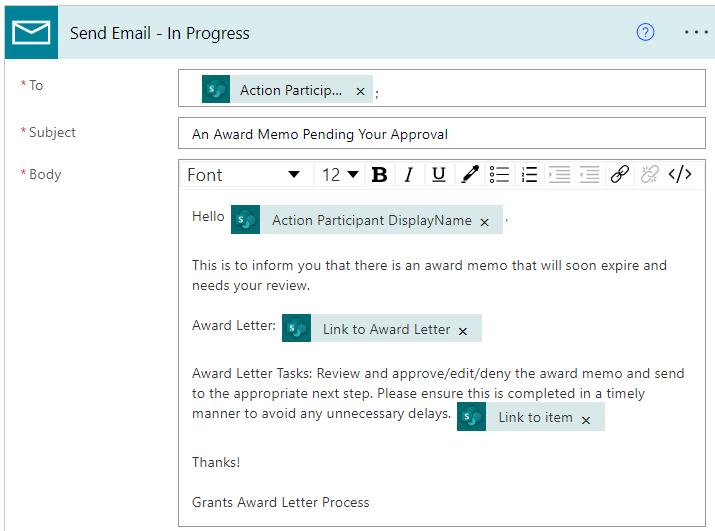 Send Email - In Progress
* To
Action Particip... × ;
* Subject
An Award Memo Pending Your Approval
* Body
Font 12 B I U </>
Hello Action Participant DisplayName × ,
This is to inform you that there is an award memo that will soon expire and
needs your review.
Award Letter: Link to Award Letter ×
Award Letter Tasks: Review and approve/edit/deny the award memo and send
to the appropriate next step. Please ensure this is completed in a timely
manner to avoid any unnecessary delays. Link to item ×
Thanks!
Grants Award Letter Process